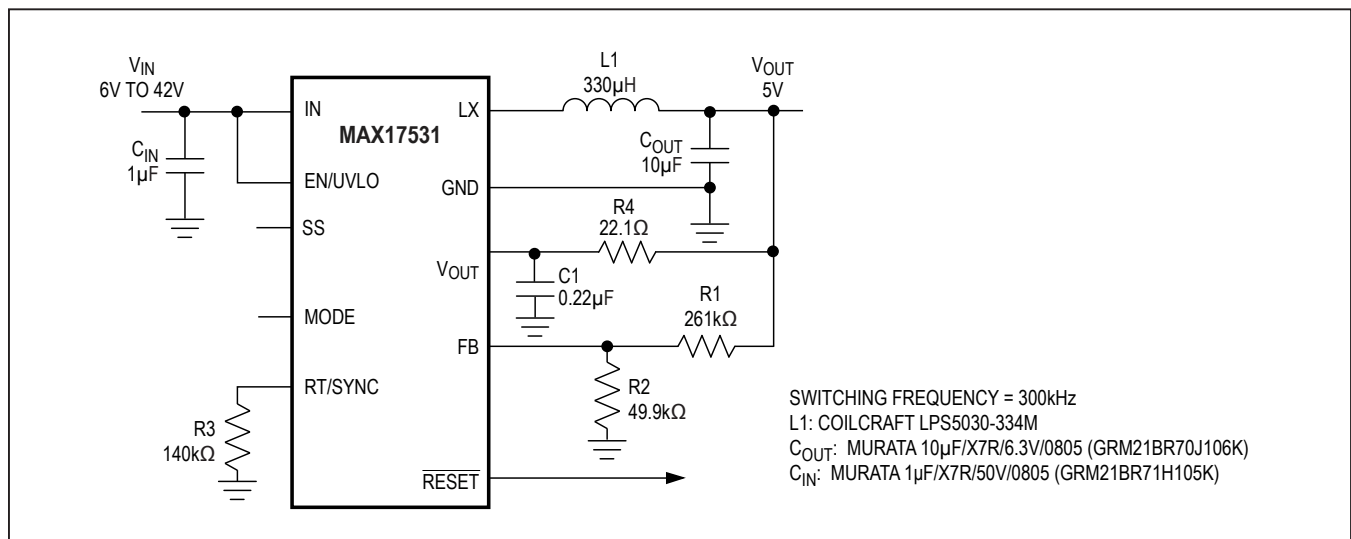 V_IN
6V TO 42V
L1
330µH
V_OUT
5V
IN
LX
MAX17531
C_IN
1µF
C_OUT
10µF
EN/UVLO
GND
SS
R4
22.1Ω
V_OUT
C1
0.22µF
R1
261kΩ
MODE
FB
RT/SYNC
R2
49.9kΩ
R3
140kΩ
RESET
SWITCHING FREQUENCY = 300kHz
L1: COILCRAFT LPS5030-334M
C_OUT: MURATA 10µF/X7R/6.3V/0805 (GRM21BR70J106K)
C_IN: MURATA 1µF/X7R/50V/0805 (GRM21BR71H105K)